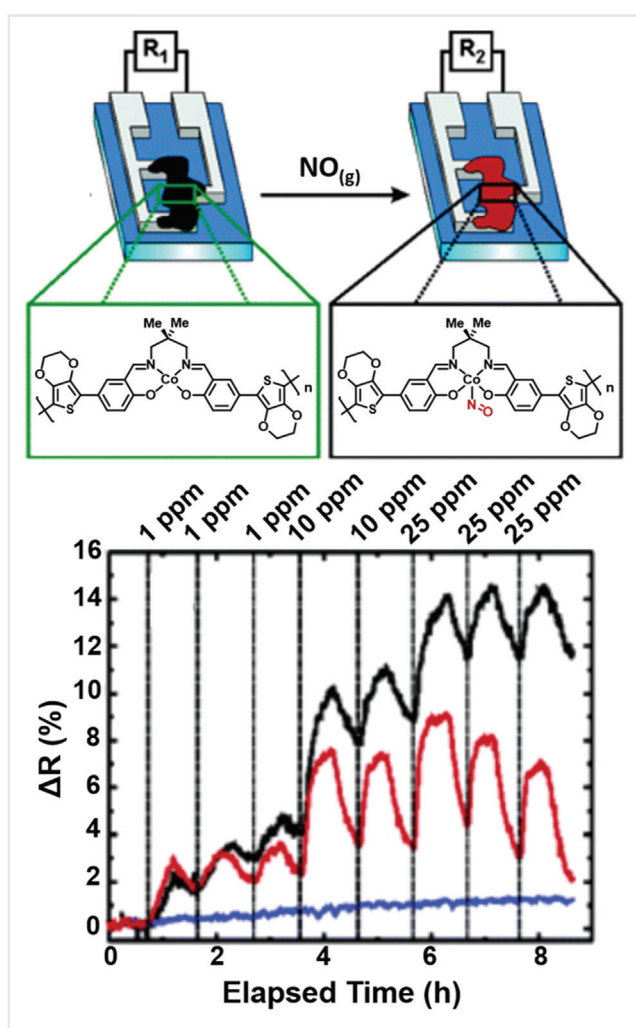 R1
R2
NO(g)
Me Me
N N
Co
O O
O O
S
S
O O
n
Me Me
N N
Co
O O
N=O
O O
S
S
O O
n
1 ppm
1 ppm
1 ppm
10 ppm
10 ppm
25 ppm
25 ppm
25 ppm
16
14
12
10
8
6
4
2
0
ΔR (%)
0 2 4 6 8
Elapsed Time (h)